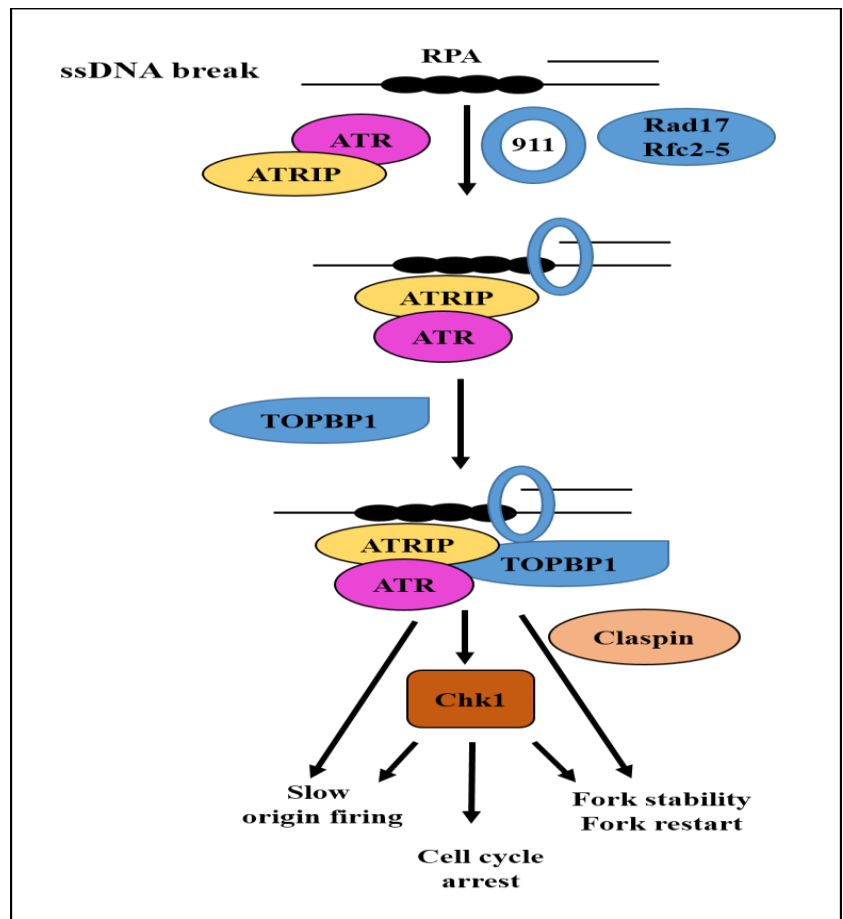 RPA
ssDNA break
ATR
ATRIP
911
Rad17
Rfc2-5
ATRIP
ATR
TOPBP1
ATRIP
TOPBP1
ATR
Claspin
Chk1
Slow
origin firing
Fork stability
Fork restart
Cell cycle
arrest